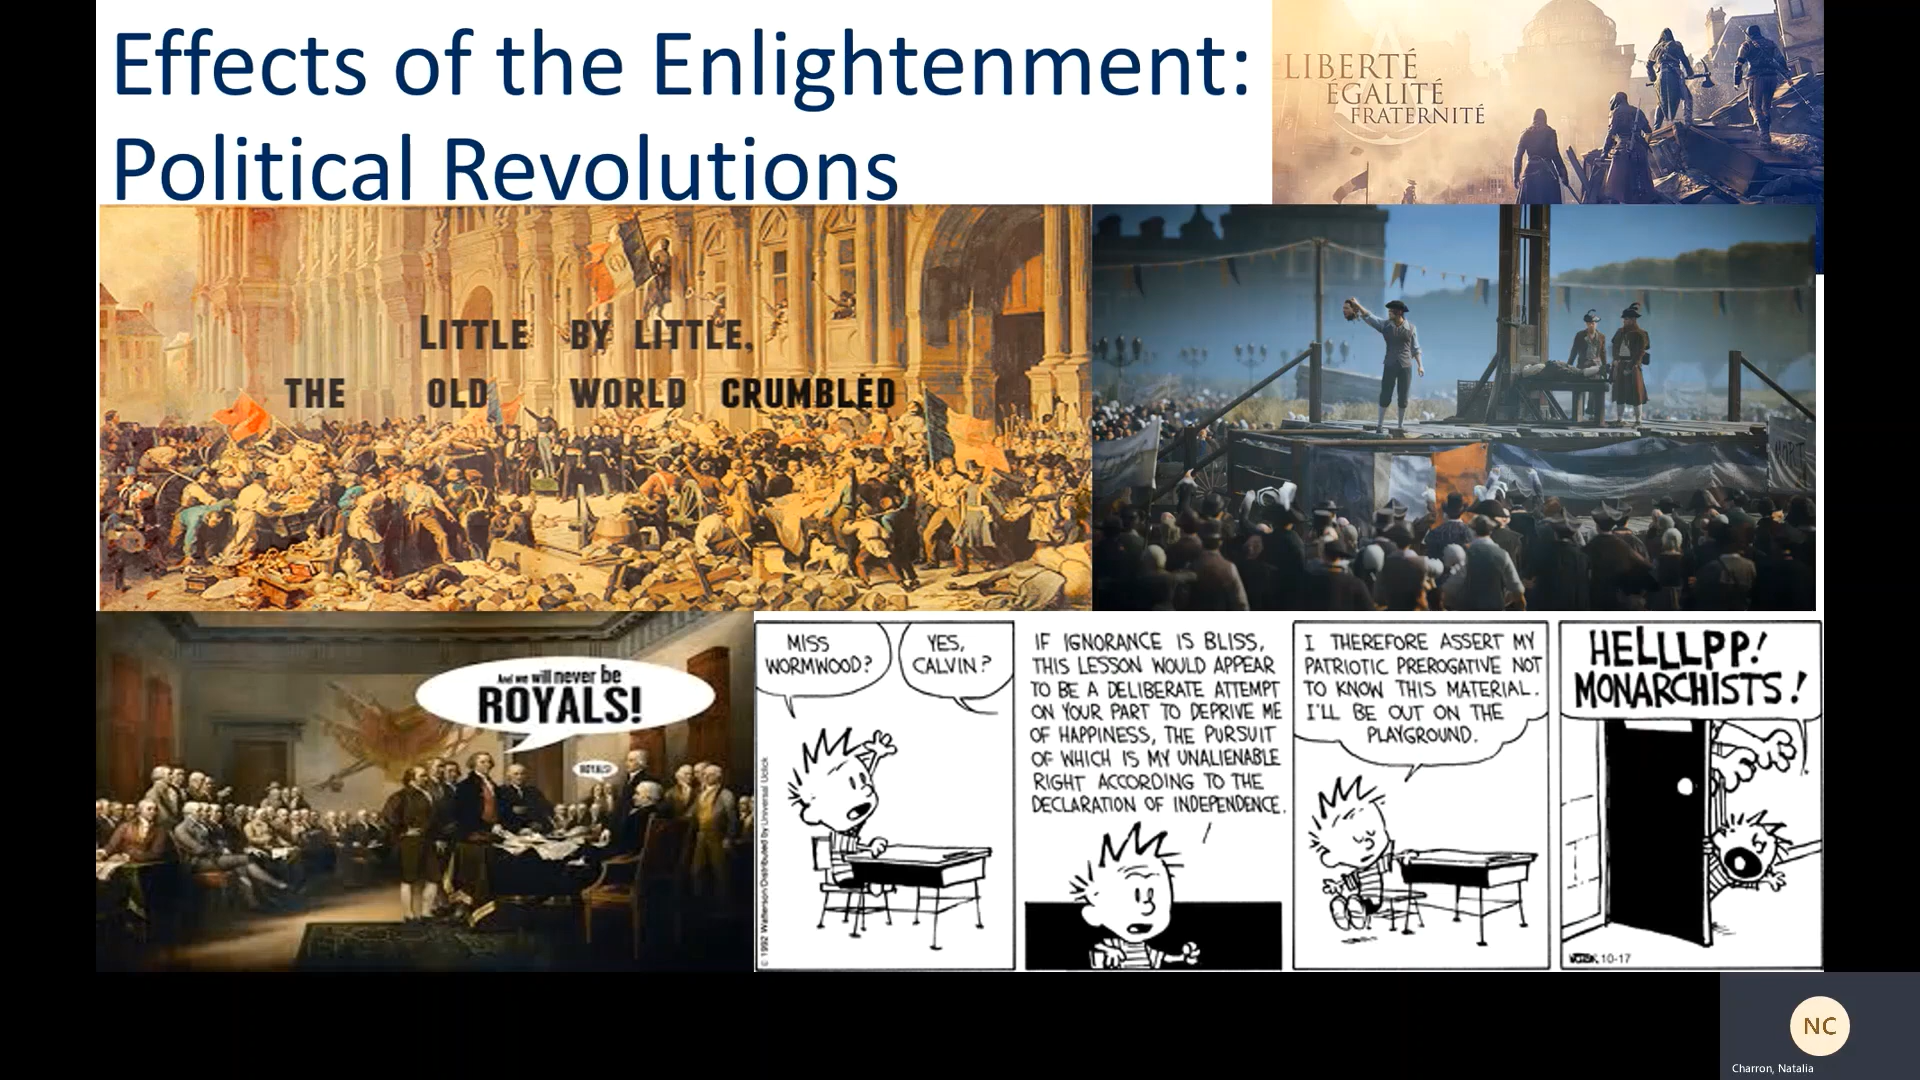 Effects of the Enlightenment:
Political Revolutions
LIBERTÉ
ÉGALITÉ
FRATERNITÉ
LITTLE BY LITTLE,
THE OLD WORLD CRUMBLED
And we will never be
ROYALS!
ROYALS!
MISS
WORMWOOD?
YES,
CALVIN?
© 1992 Watterson/Distributed by Universal Uclick
IF IGNORANCE IS BLISS,
THIS LESSON WOULD APPEAR
TO BE A DELIBERATE ATTEMPT
ON YOUR PART TO DEPRIVE ME
OF HAPPINESS, THE PURSUIT
OF WHICH IS MY UNALIENABLE
RIGHT ACCORDING TO THE
DECLARATION OF INDEPENDENCE.
I THEREFORE ASSERT MY
PATRIOTIC PREROGATIVE NOT
TO KNOW THIS MATERIAL.
I'LL BE OUT ON THE
PLAYGROUND.
HELLLPP!
MONARCHISTS!
10-17
NC
Charron, Natalia